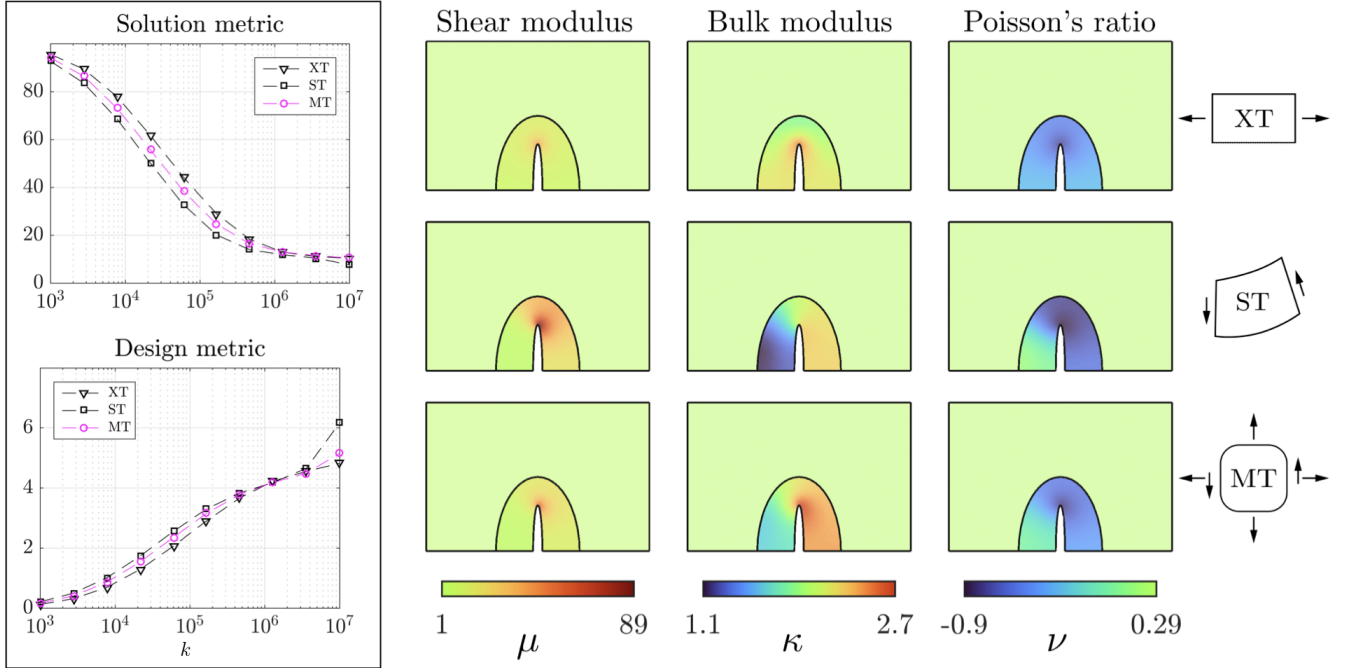 Solution metric
80
60
40
20
0
XT
ST
MT
10^3 10^4 10^5 10^6 10^7
Design metric
6
4
2
0
XT
ST
MT
10^3 10^4 10^5 10^6 10^7
k
Shear modulus Bulk modulus Poisson's ratio
XT
ST
MT
1 89 1.1 2.7 -0.9 0.29
μ κ ν